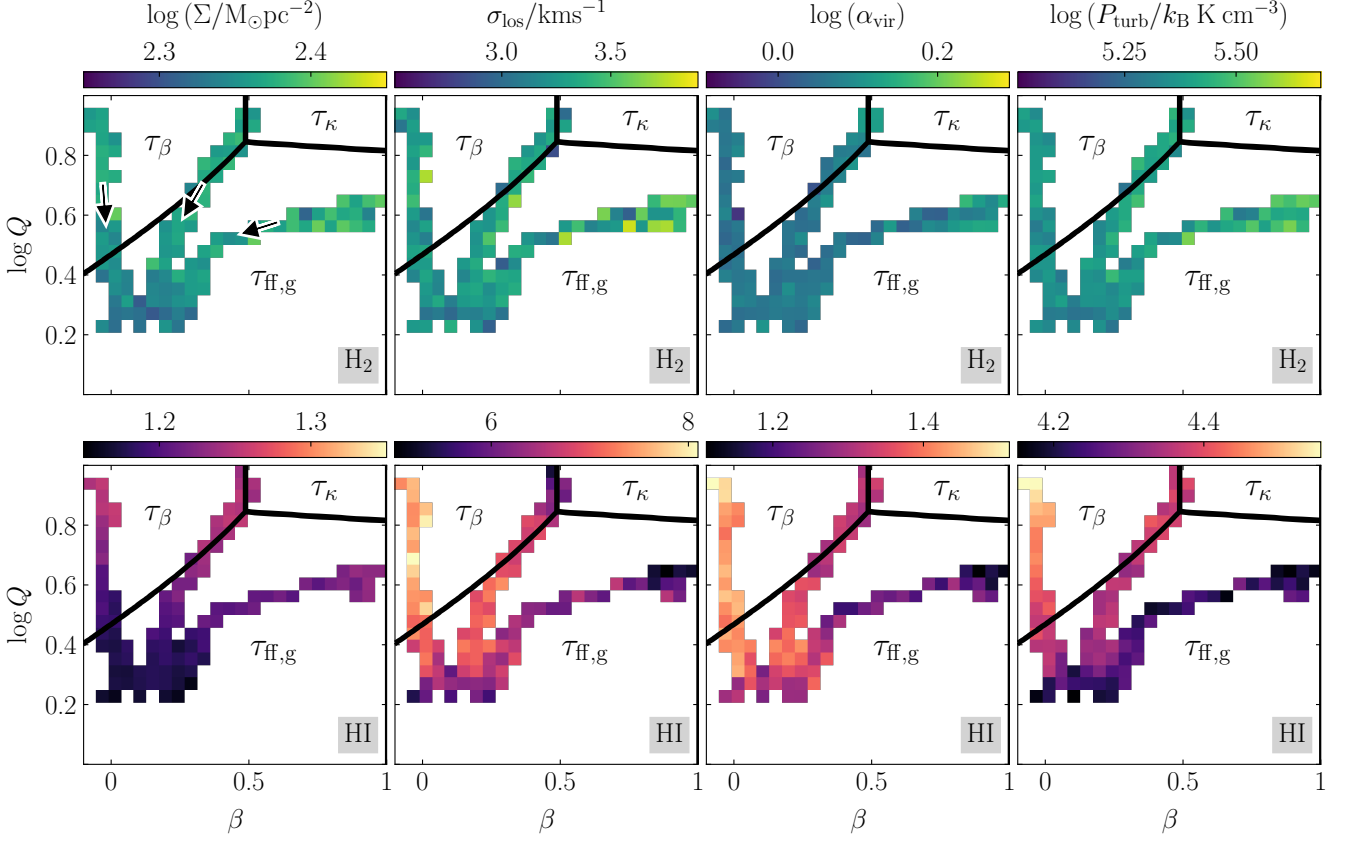 log (Σ/M⊙pc⁻²) σlos/kms⁻¹ log (αvir) log (Pturb/kB K cm⁻³)
2.3 2.4 3.0 3.5 0.0 0.2 5.25 5.50
τβ τκ τβ τκ τβ τκ τβ τκ
0.8
0.6
log Q
0.4
τff,g τff,g τff,g τff,g
0.2
H₂ H₂ H₂ H₂
1.2 1.3 6 8 1.2 1.4 4.2 4.4
τβ τκ τβ τκ τβ τκ τβ τκ
0.8
0.6
log Q
0.4
τff,g τff,g τff,g τff,g
0.2
HI HI HI HI
0 0.5 1 0 0.5 1 0 0.5 1 0 0.5 1
β β β β